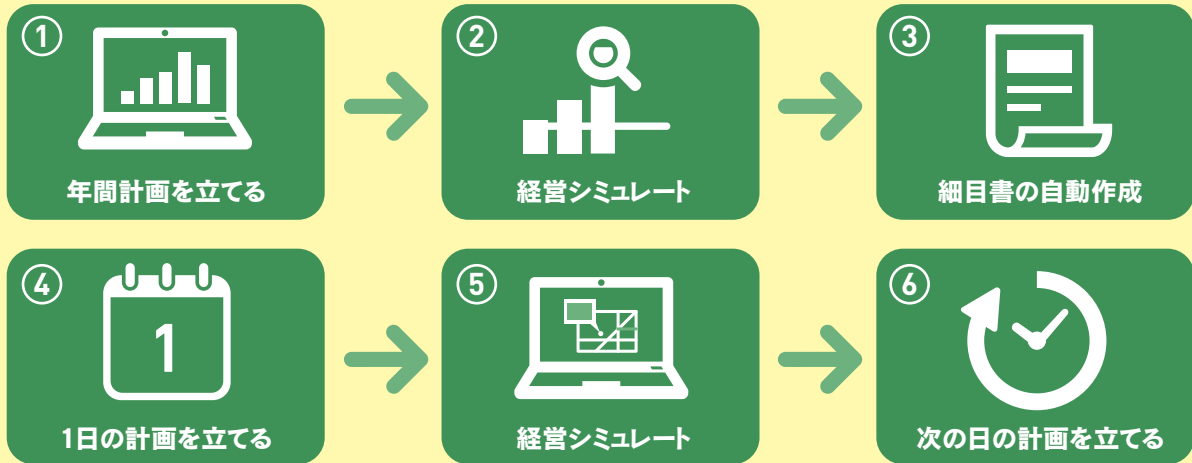 ①
年間計画を立てる
②
経営シミュレート
③
細目書の自動作成
④
1
1日の計画を立てる
⑤
経営シミュレート
⑥
次の日の計画を立てる